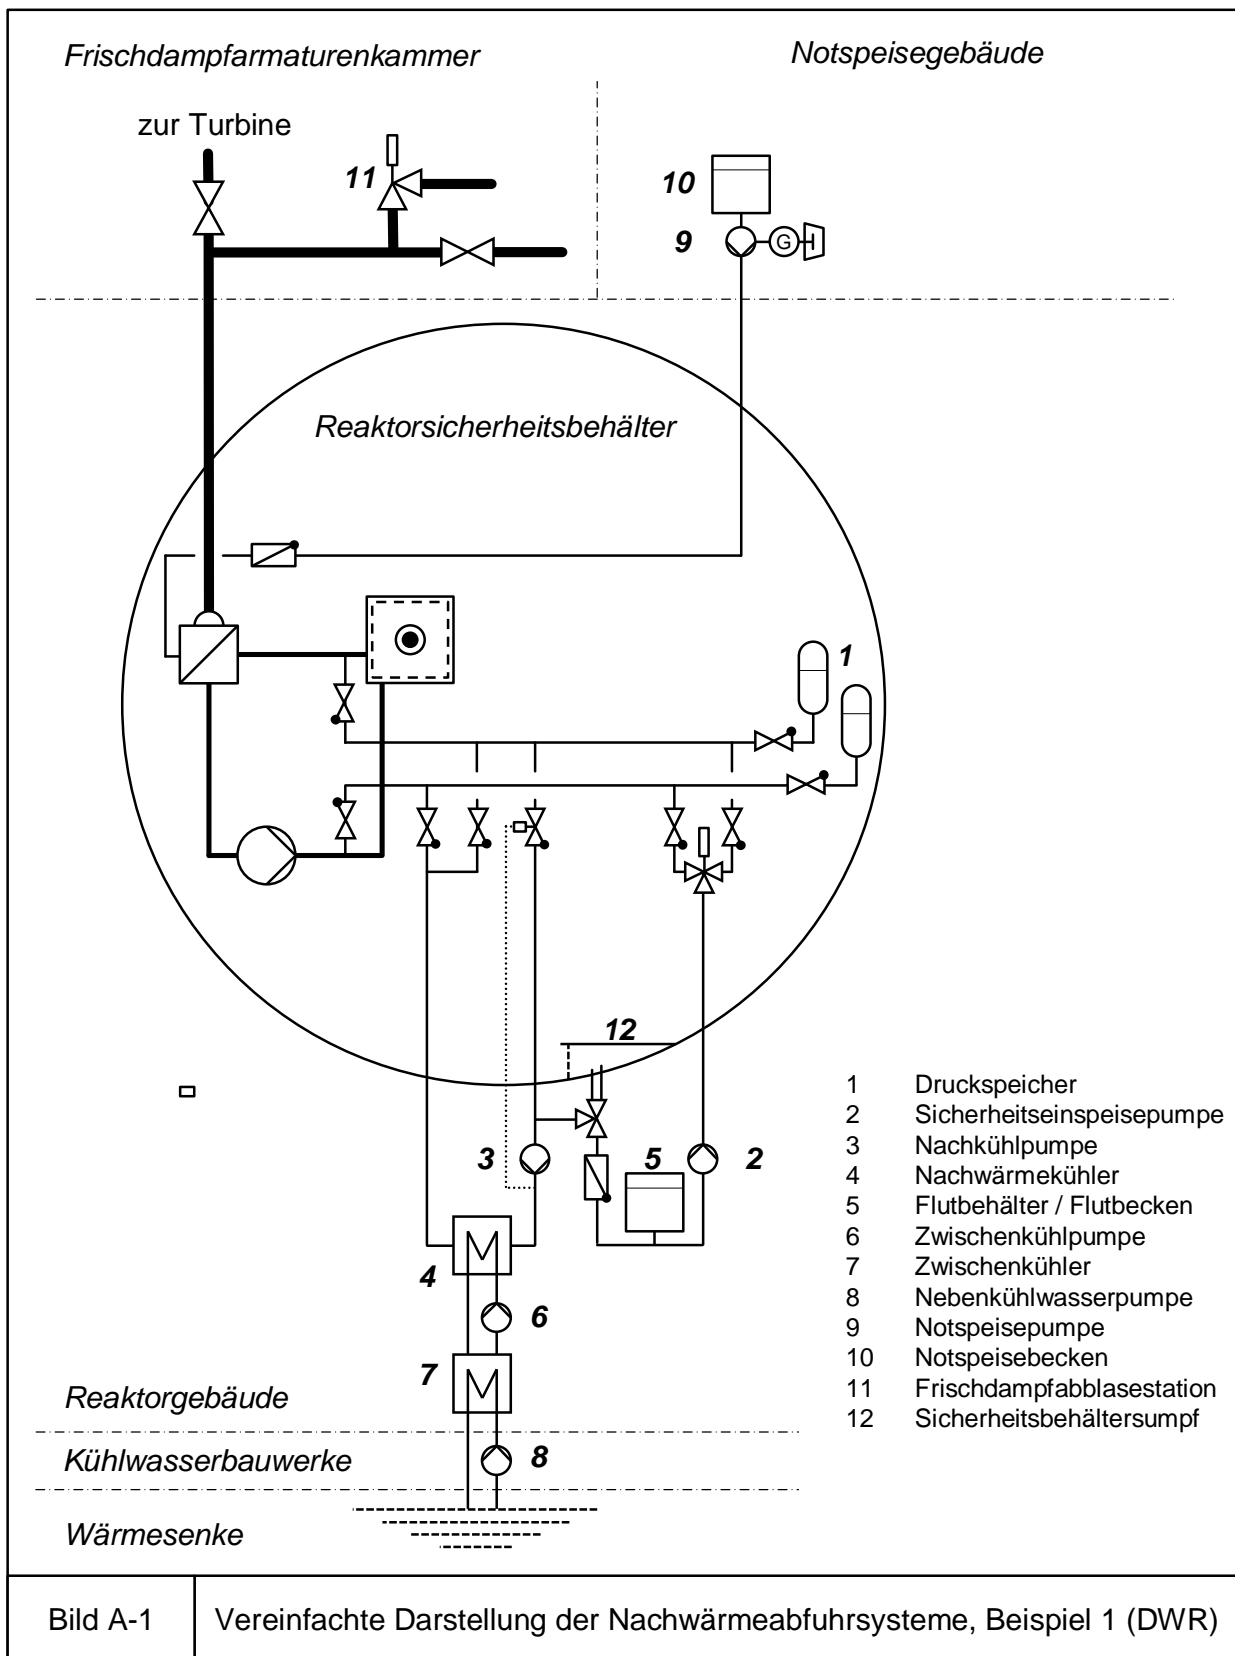 Frischdampfarmaturenkammer
Notspeisegebäude
zur Turbine
11
10
9
G
Reaktorsicherheitsbehälter
1
12
3
5
2
4
6
7
8
1 Druckspeicher
2 Sicherheitseinspeisepumpe
3 Nachkühlpumpe
4 Nachwärmekühler
5 Flutbehälter / Flutbecken
6 Zwischenkühlpumpe
7 Zwischenkühler
8 Nebenkühlwasserpumpe
9 Notspeisepumpe
10 Notspeisebecken
11 Frischdampfabblasestation
12 Sicherheitsbehältersumpf
Reaktorgebäude
Kühlwasserbauwerke
Wärmesenke
Bild A-1
Vereinfachte Darstellung der Nachwärmeabfuhrsysteme, Beispiel 1 (DWR)